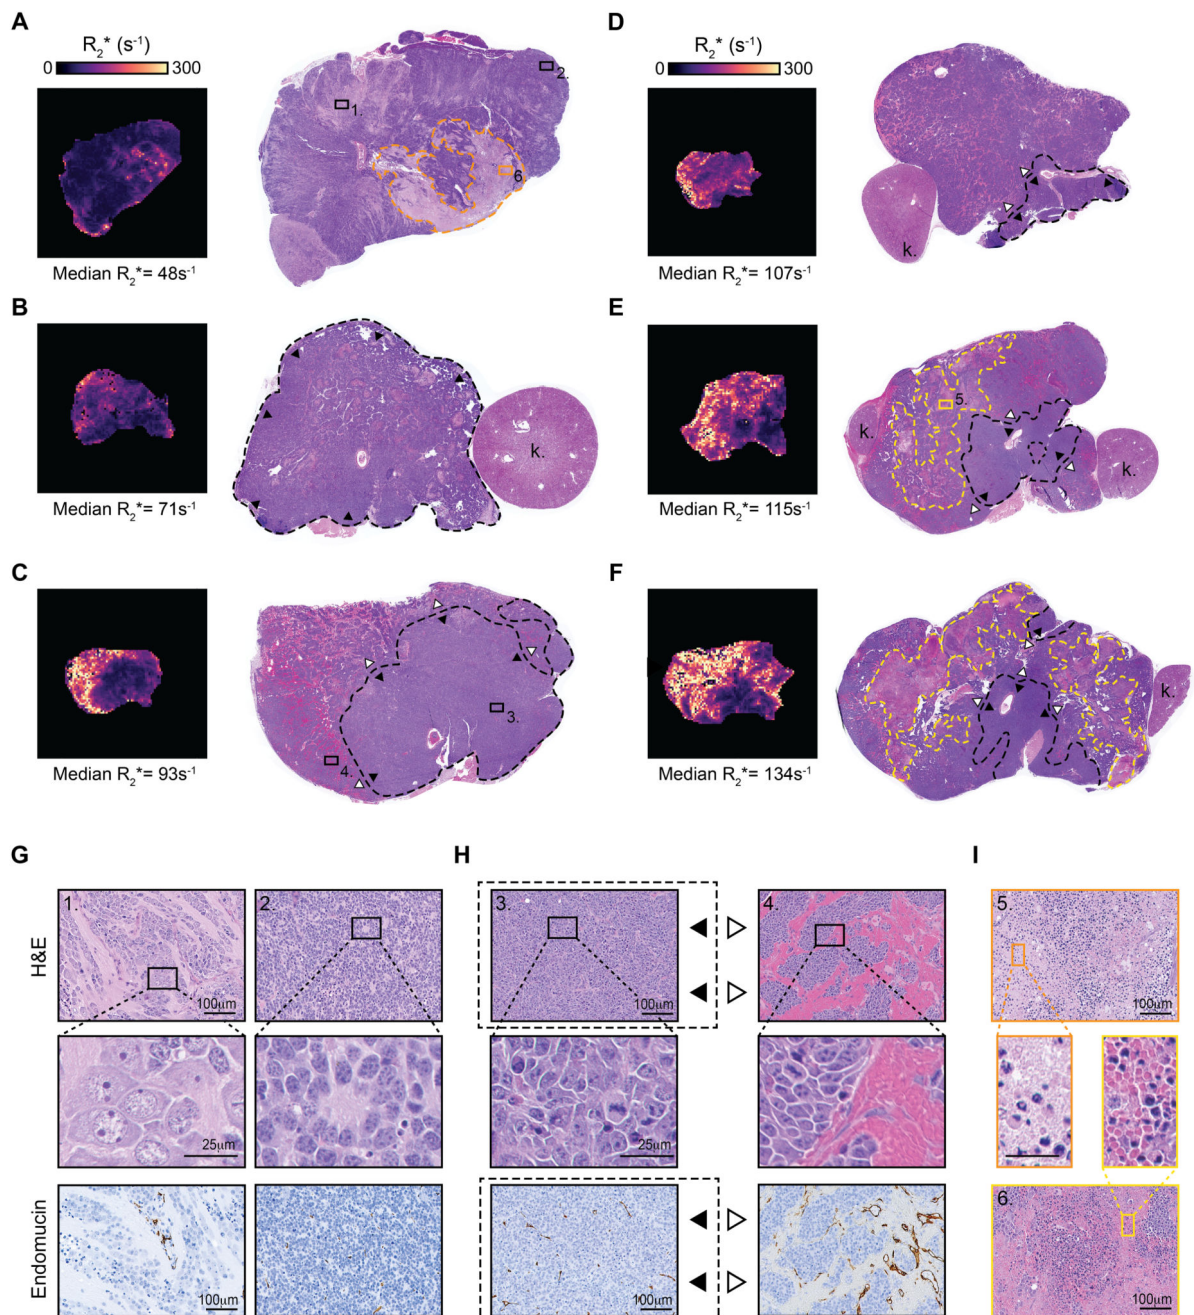 A
R2* (s-1)
0 300
1.
2.
6.
Median R2*= 48s-1
B
k.
Median R2*= 71s-1
C
3.
4.
Median R2*= 93s-1
D
R2* (s-1)
0 300
k.
Median R2*= 107s-1
E
5.
k.
k.
Median R2*= 115s-1
F
k.
Median R2*= 134s-1
G
H&E
1.
100μm
2.
25μm
Endomucin
100μm
H
3.
100μm
4.
25μm
100μm
I
5.
100μm
6.
100μm